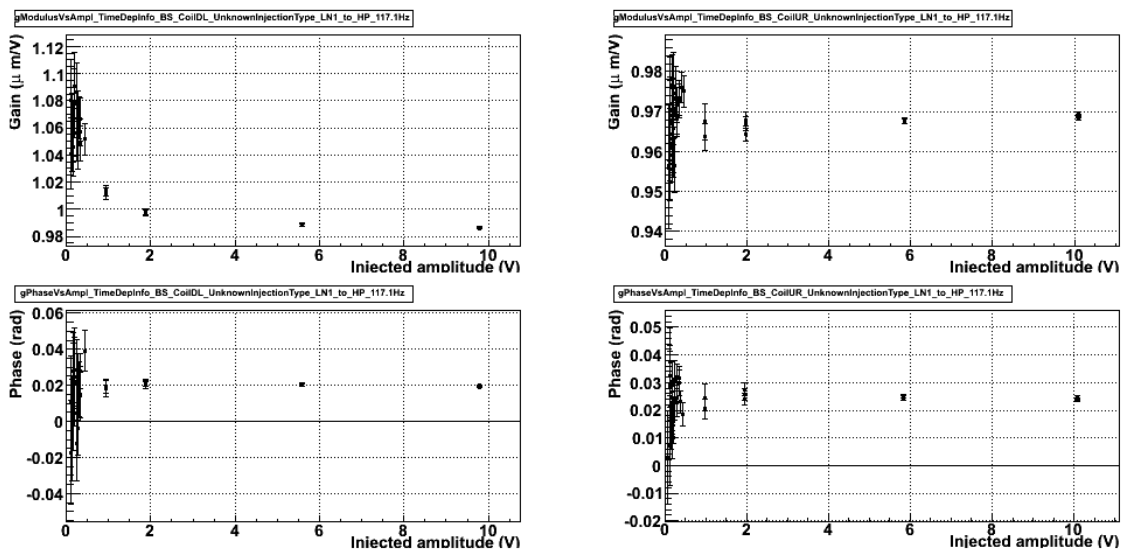 gModulusVsAmpl_TimeDepInfo_BS_CoilDL_UnknownInjectionType_LN1_to_HP_117.1Hz
Gain (μ m/V)
1.12
1.1
1.08
1.06
1.04
1.02
1
0.98
0 2 4 6 8 10
Injected amplitude (V)
gModulusVsAmpl_TimeDepInfo_BS_CoilUR_UnknownInjectionType_LN1_to_HP_117.1Hz
Gain (μ m/V)
0.98
0.97
0.96
0.95
0.94
0 2 4 6 8 10
Injected amplitude (V)
gPhaseVsAmpl_TimeDepInfo_BS_CoilDL_UnknownInjectionType_LN1_to_HP_117.1Hz
Phase (rad)
0.06
0.04
0.02
0
-0.02
-0.04
0 2 4 6 8 10
Injected amplitude (V)
gPhaseVsAmpl_TimeDepInfo_BS_CoilUR_UnknownInjectionType_LN1_to_HP_117.1Hz
Phase (rad)
0.05
0.04
0.03
0.02
0.01
0
-0.01
-0.02
0 2 4 6 8 10
Injected amplitude (V)